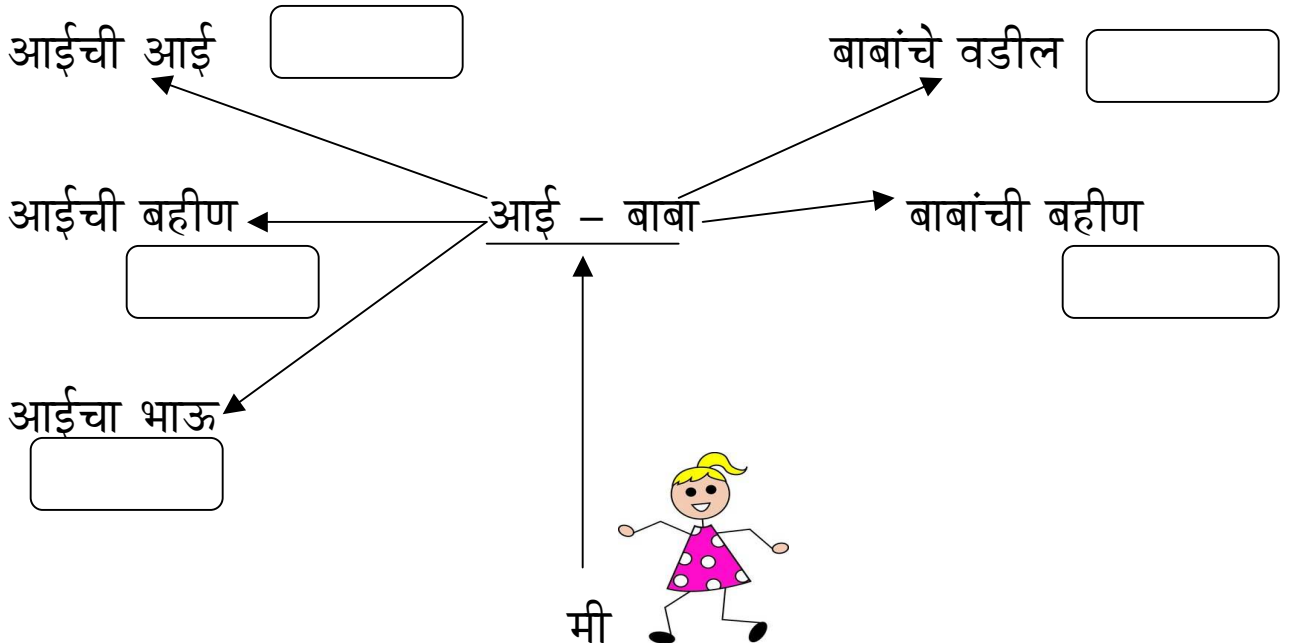 आईची आई
बाबांचे वडील
आईची बहीण
आई – बाबा
बाबांची बहीण
आईचा भाऊ
मी